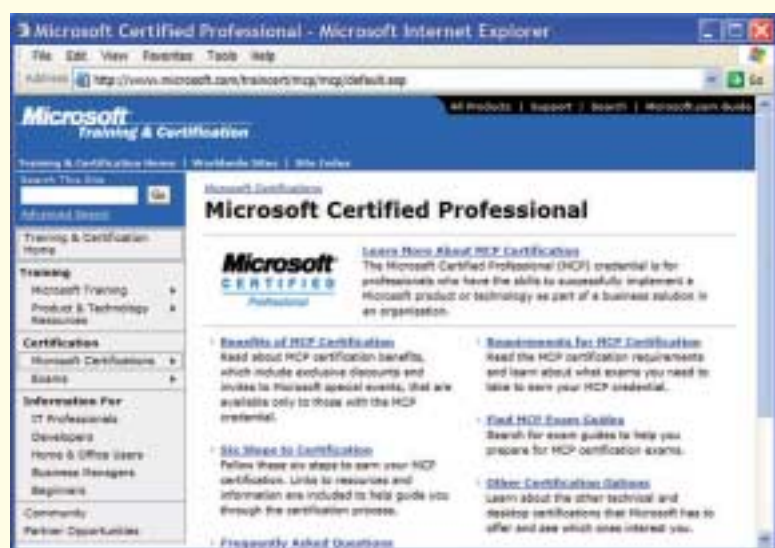 Microsoft Certified Professional - Microsoft Internet Explorer
File Edit View Favorites Tools Help
Address http://www.microsoft.com/traincert/mcp/mcp/default.asp Go
All Products | Support | Search | Microsoft.com Guide
Microsoft
Training & Certification
Training & Certification Home | Worldwide Sites | Site Index
Search This Site
Go
Advanced Search
Training & Certification
Home
Training
Microsoft Training
Product & Technology
Resources
Certification
Microsoft Certifications
Exams
Information For
IT Professionals
Developers
Home & Office Users
Business Managers
Beginners
Community
Partner Opportunities
Microsoft Certifications
Microsoft Certified Professional
Microsoft
CERTIFIED
Professional
Learn More About MCP Certification
The Microsoft Certified Professional (MCP) credential is for
professionals who have the skills to successfully implement a
Microsoft product or technology as part of a business solution in
an organization.
Benefits of MCP Certification
Read about MCP certification benefits,
which include exclusive discounts and
invites to Microsoft special events, that are
available only to those with the MCP
credential.
Six Steps to Certification
Follow these six steps to earn your MCP
certification. Links to resources and
information are included to help guide you
through the certification process.
Frequently Asked Questions
Requirements for MCP Certification
Read the MCP certification requirements
and learn about what exams you need to
take to earn your MCP credential.
Find MCP Exam Guides
Search for exam guides to help you
prepare for MCP certification exams.
Other Certification Options
Learn about the other technical and
desktop certifications that Microsoft has to
offer and see which ones interest you.